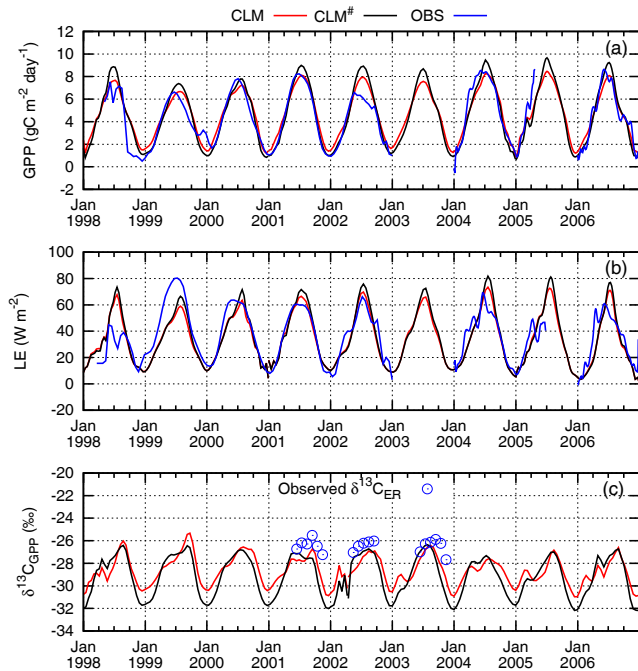 CLM CLM# OBS
(a)
GPP (gC m-2 day-1)
12
10
8
6
4
2
0
-2
Jan 1998 Jan 1999 Jan 2000 Jan 2001 Jan 2002 Jan 2003 Jan 2004 Jan 2005 Jan 2006
(b)
LE (W m-2)
100
80
60
40
20
0
-20
Jan 1998 Jan 1999 Jan 2000 Jan 2001 Jan 2002 Jan 2003 Jan 2004 Jan 2005 Jan 2006
Observed δ13CER
(c)
δ13CGPP (‰)
-20
-22
-24
-26
-28
-30
-32
-34
Jan 1998 Jan 1999 Jan 2000 Jan 2001 Jan 2002 Jan 2003 Jan 2004 Jan 2005 Jan 2006